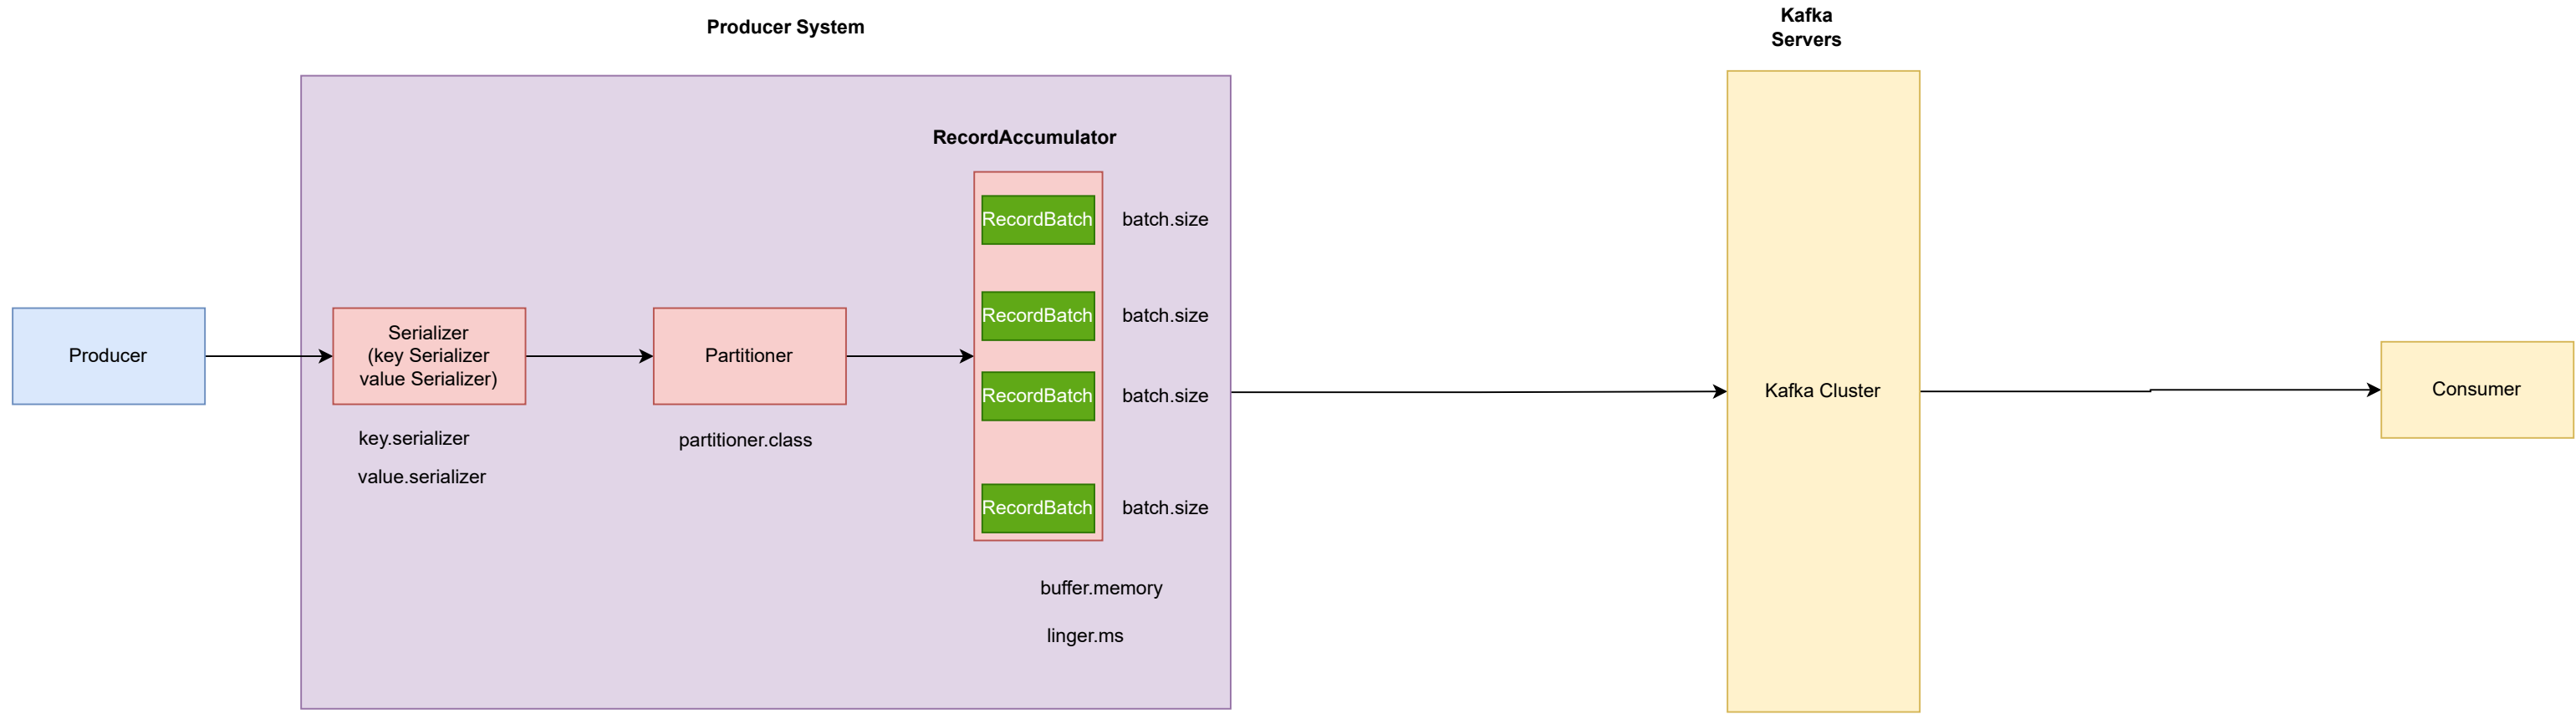 Producer System
Kafka
Servers
RecordAccumulator
RecordBatch
batch.size
RecordBatch
batch.size
Producer
Serializer
(key Serializer
value Serializer)
Partitioner
RecordBatch
batch.size
Kafka Cluster
Consumer
key.serializer
partitioner.class
value.serializer
RecordBatch
batch.size
buffer.memory
linger.ms